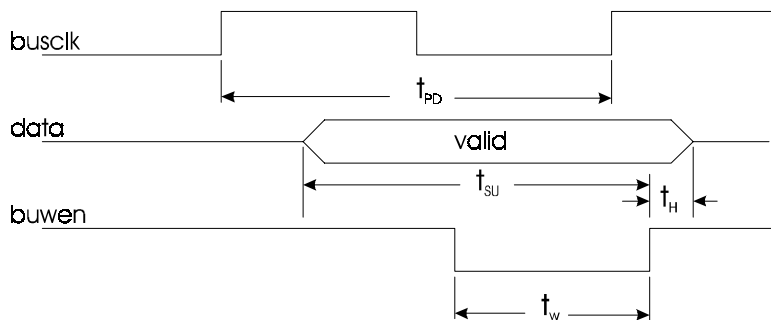 busclk
tPD
data
valid
tSU
tH
buwen
tw